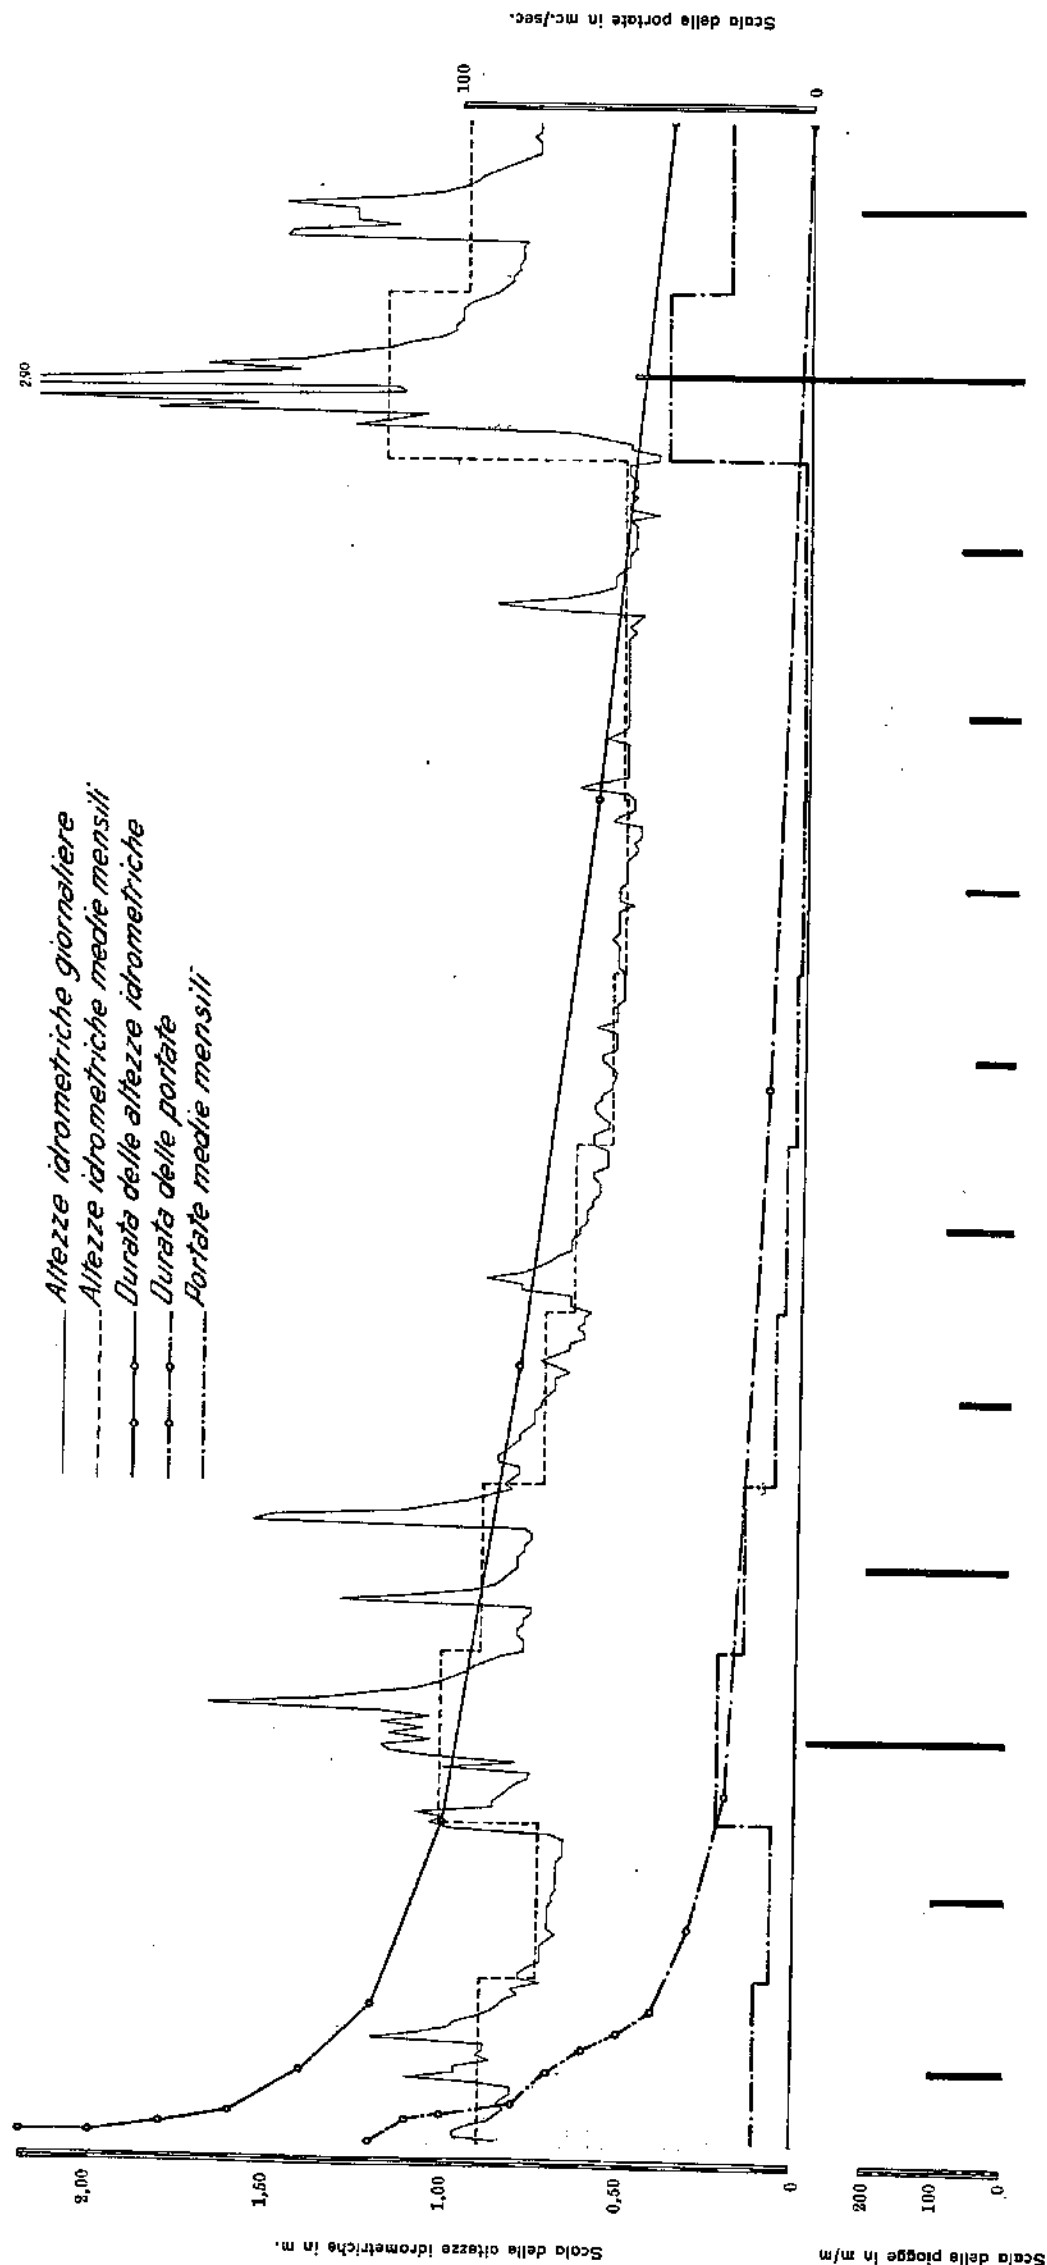 Altezze idrometriche giornaliere
Altezze idrometriche medie mensili
Durata delle altezze idrometriche
Durata delle portate
Portate medie mensili
290
Scala delle altezze idrometriche in m.
2,00
1,50
1,00
0,50
0
Scala delle piogge in m/m
200
100
0
Scala delle portate in mc./sec.
100
0